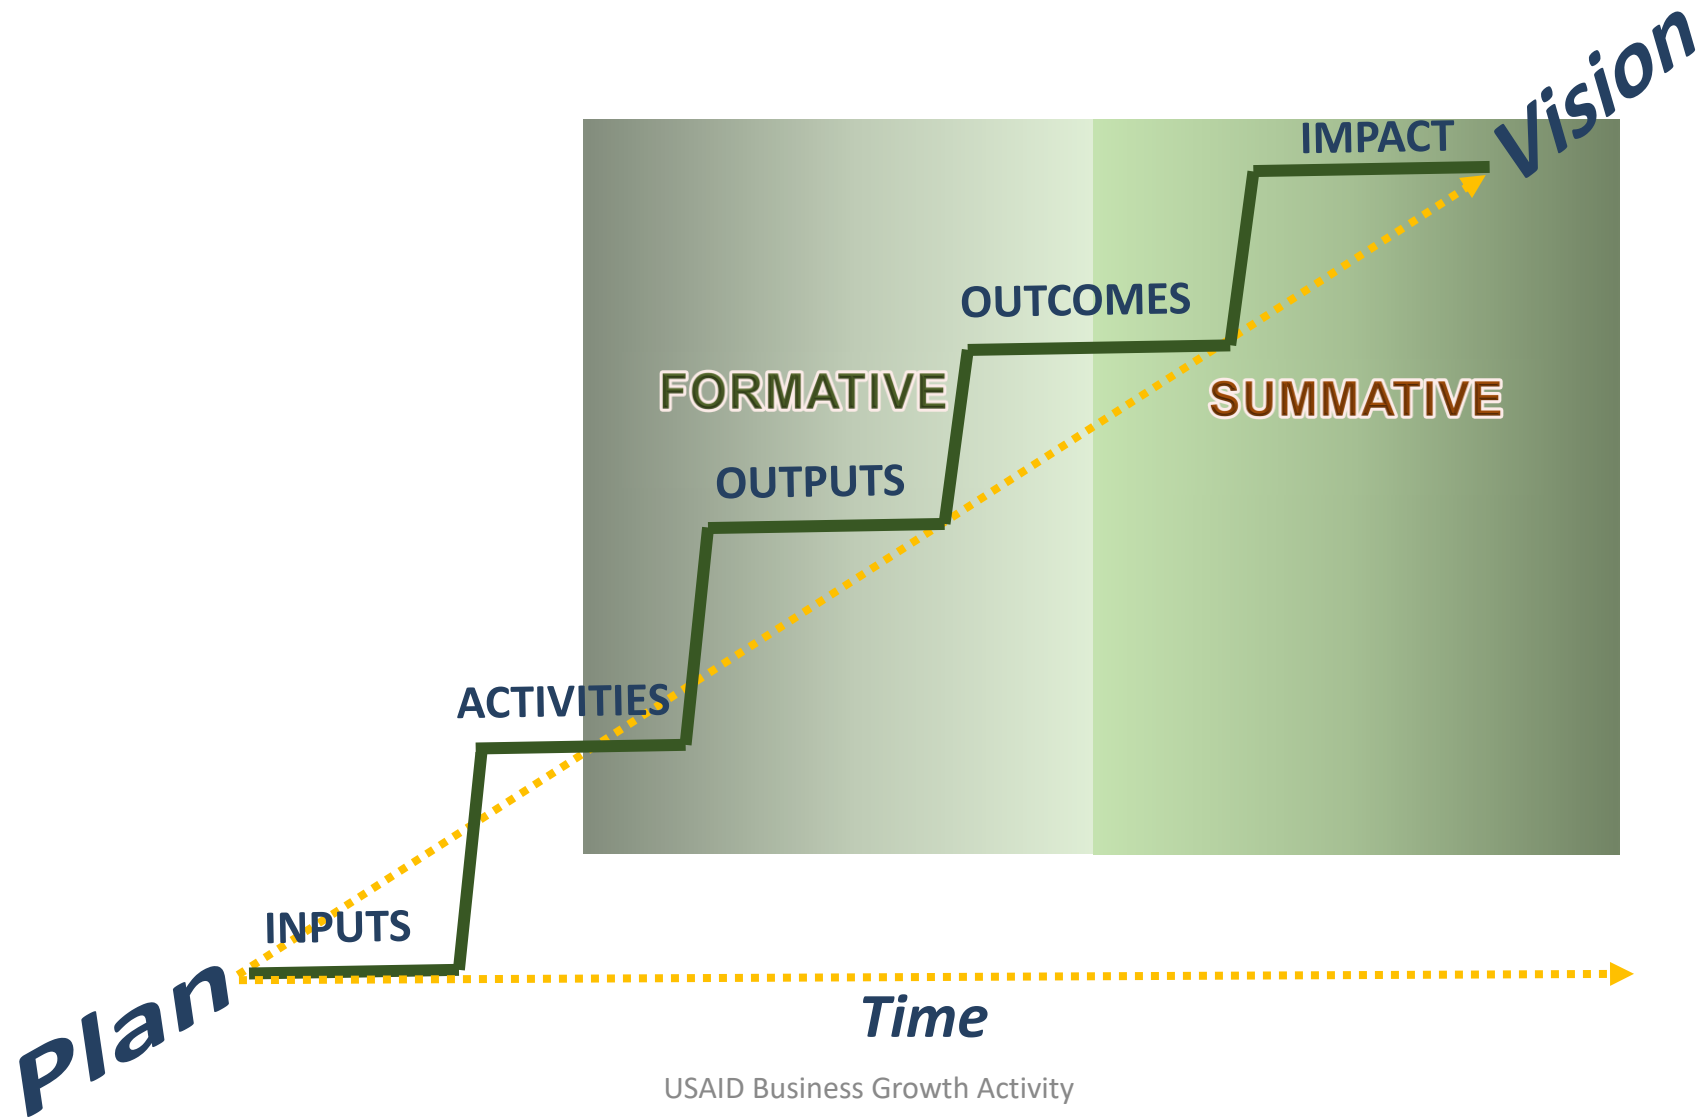 Vision
IMPACT
OUTCOMES
FORMATIVE
SUMMATIVE
OUTPUTS
ACTIVITIES
INPUTS
Plan
Time
USAID Business Growth Activity